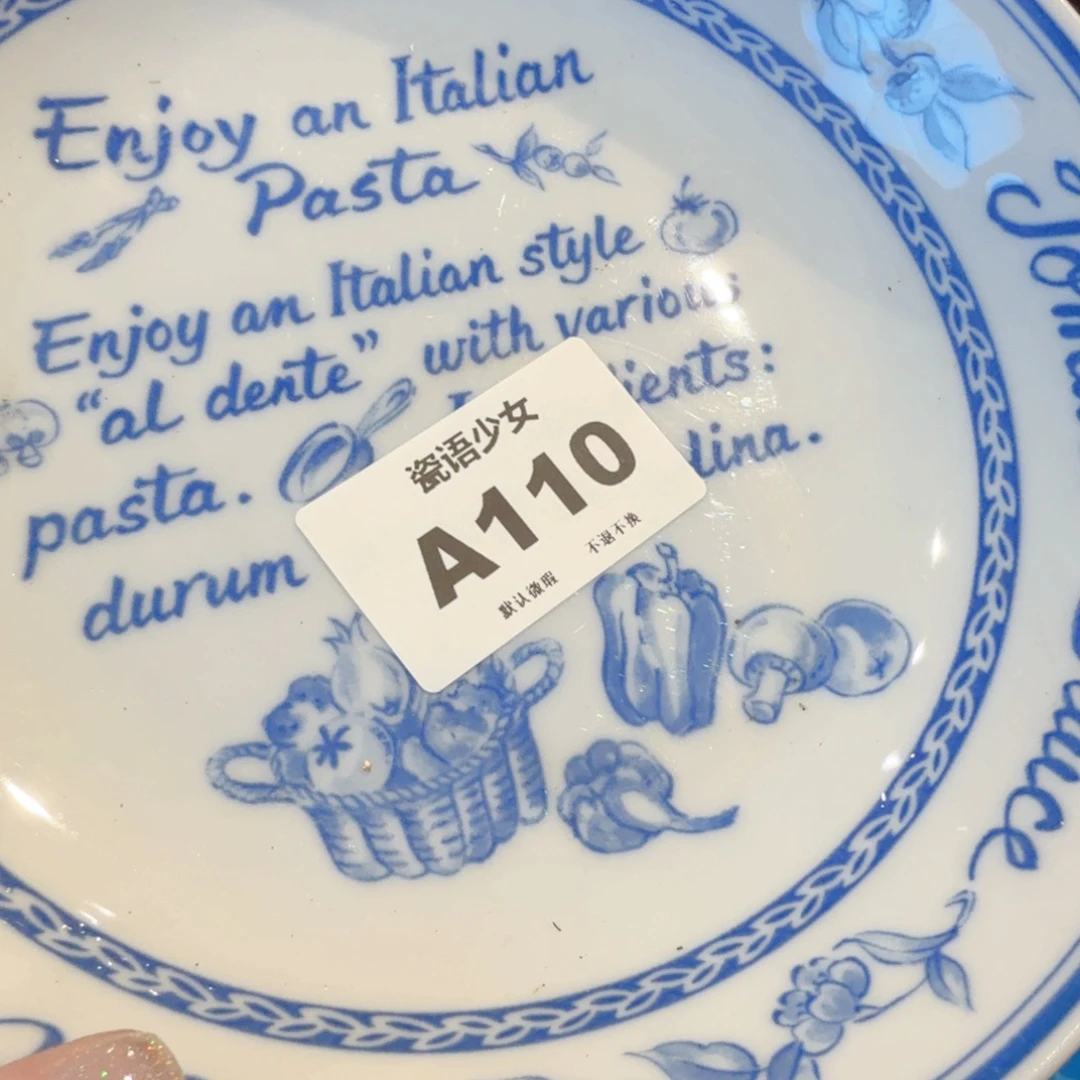 Enjoy an Italian
Pasta
Enjoy an Italian style
“al dente” with various
pasta.
durum
瓷语少女
A110
默认微瑕 不退不换